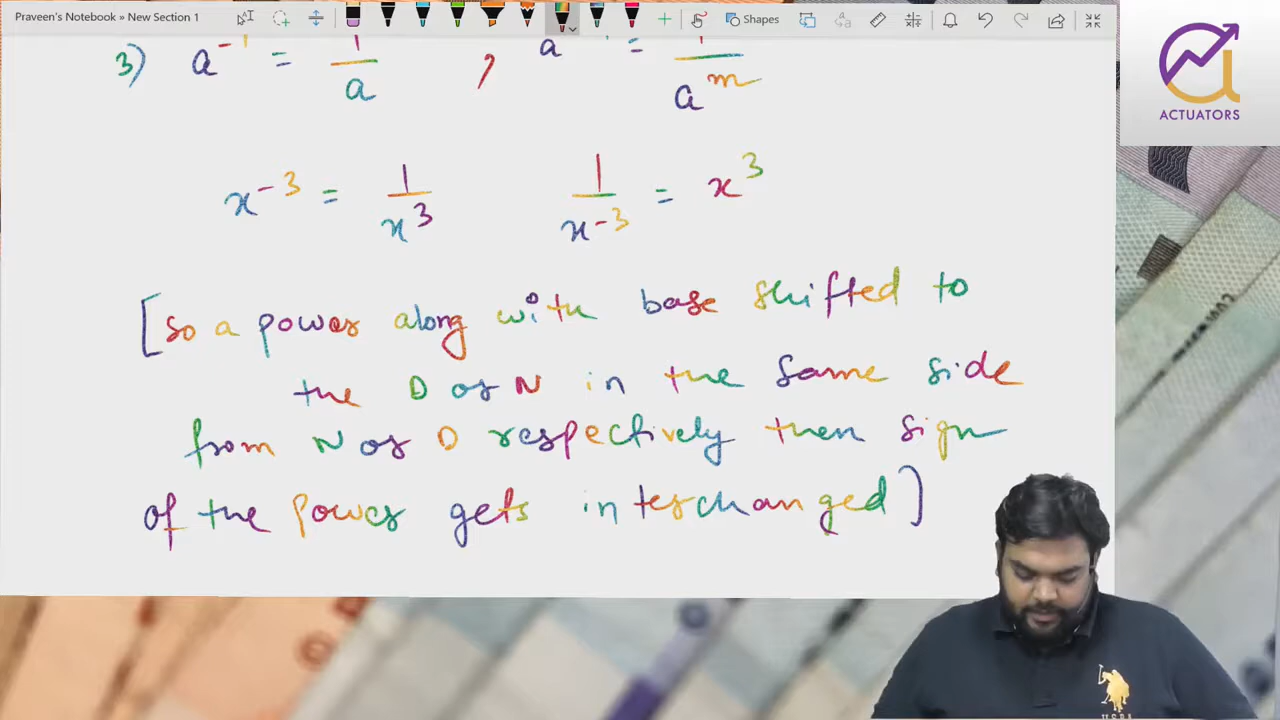 Praveen's Notebook » New Section 1
Shapes
ACTUATORS
3) a⁻¹ = 1/a , a = 1/aᵐ
x⁻³ = 1/x³ 1/x⁻³ = x³
[so a power along with base shifted to
the D or N in the same side
from N or D respectively then sign
of the power gets interchanged]